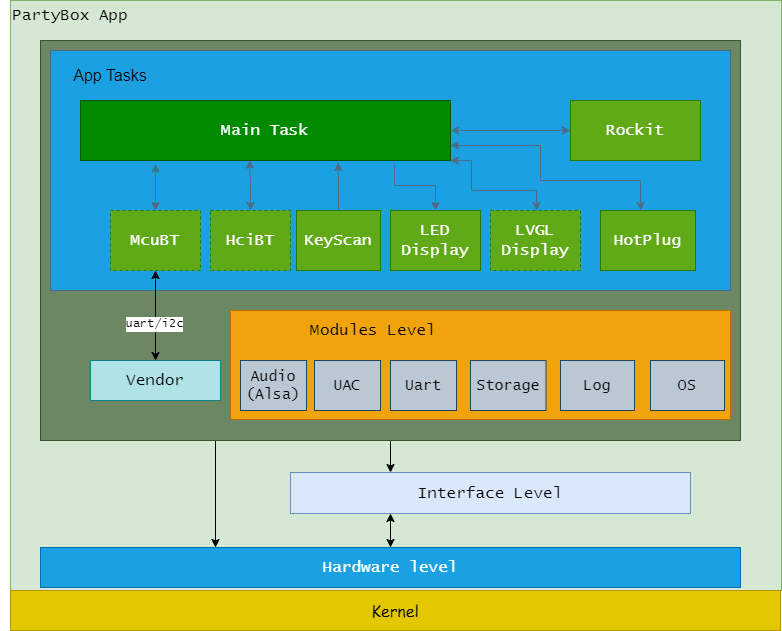 PartyBox App
App Tasks
Main Task
Rockit
McuBT
HciBT
KeyScan
LED
Display
LVGL
Display
HotPlug
uart/i2c
Modules Level
Vendor
Audio
(Alsa)
UAC
Uart
Storage
Log
OS
Interface Level
Hardware level
Kernel